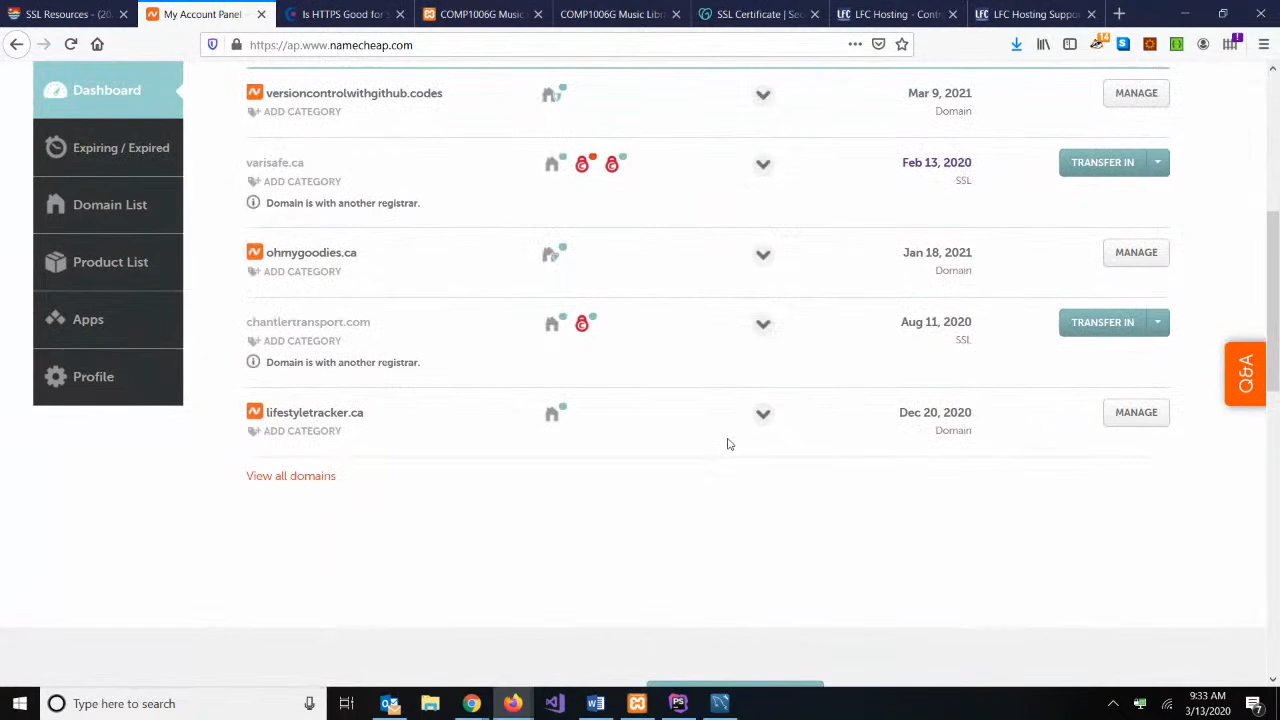 SSL Resources - (20
My Account Panel -
Is HTTPS Good for S
COMP1006G Music
COMP1006G Music Libr
SSL Certificate | Sec
LFC Hosting - Contr
LFC Hosting Suppo
https://ap.www.namecheap.com
14
Dashboard
Expiring / Expired
Domain List
Product List
Apps
Profile
versioncontrolwithgithub.codes
ADD CATEGORY
Mar 9, 2021
Domain
MANAGE
varisafe.ca
ADD CATEGORY
Domain is with another registrar.
Feb 13, 2020
SSL
TRANSFER IN
ohmygoodies.ca
ADD CATEGORY
Jan 18, 2021
Domain
MANAGE
chantlertransport.com
ADD CATEGORY
Domain is with another registrar.
Aug 11, 2020
SSL
TRANSFER IN
lifestyletracker.ca
ADD CATEGORY
Dec 20, 2020
Domain
MANAGE
View all domains
Q&A
Type here to search
9:33 AM
3/13/2020
7